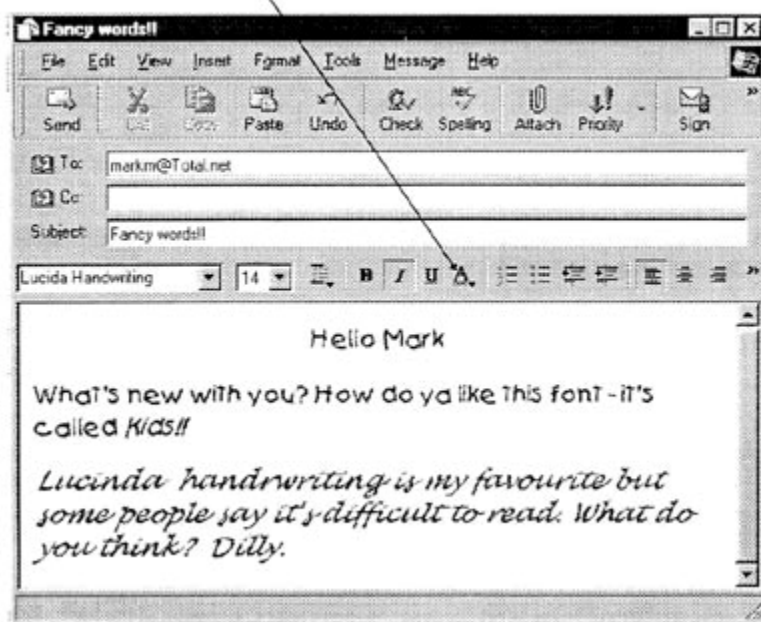 Fancy words!!
File Edit View Insert Format Tools Message Help
Send Cut Copy Paste Undo Check Spelling Attach Priority Sign
To: markm@Total.net
Cc:
Subject: Fancy words!!
Lucida Handwriting 14 B I U A
Hello Mark
What's new with you? How do ya like this font - it's
called Kids!!
Lucinda handrwriting is my favourite but
some people say it's difficult to read. What do
you think? Dilly.